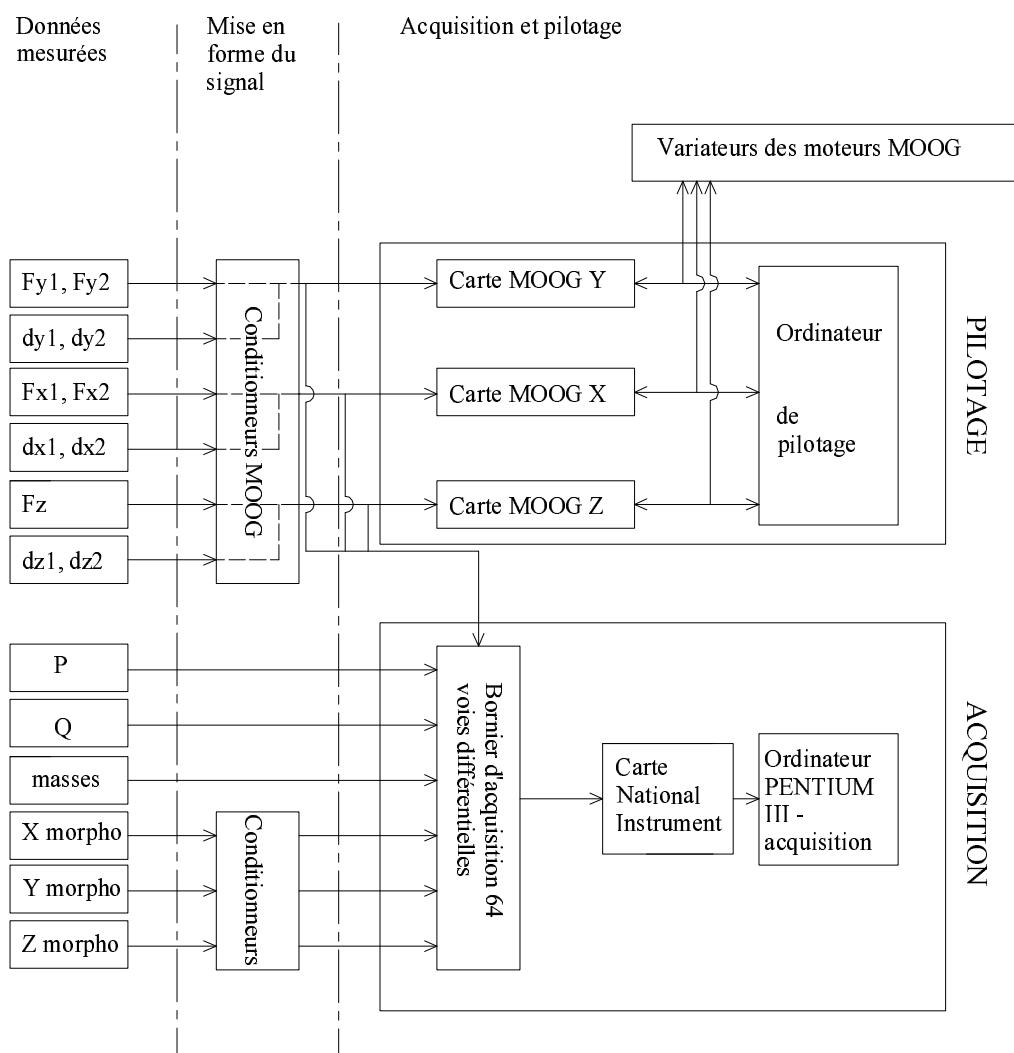 Données
mesurées
Mise en
forme du
signal
Acquisition et pilotage
Variateurs des moteurs MOOG
Fy1, Fy2
dy1, dy2
Fx1, Fx2
dx1, dx2
Fz
dz1, dz2
Conditionneurs MOOG
Carte MOOG Y
Carte MOOG X
Carte MOOG Z
Ordinateur
de
pilotage
PILOTAGE
P
Q
masses
X morpho
Y morpho
Z morpho
Conditionneurs
Bornier d'acquisition 64
voies différentielles
Carte
National
Instrument
Ordinateur
PENTIUM
III -
acquisition
ACQUISITION